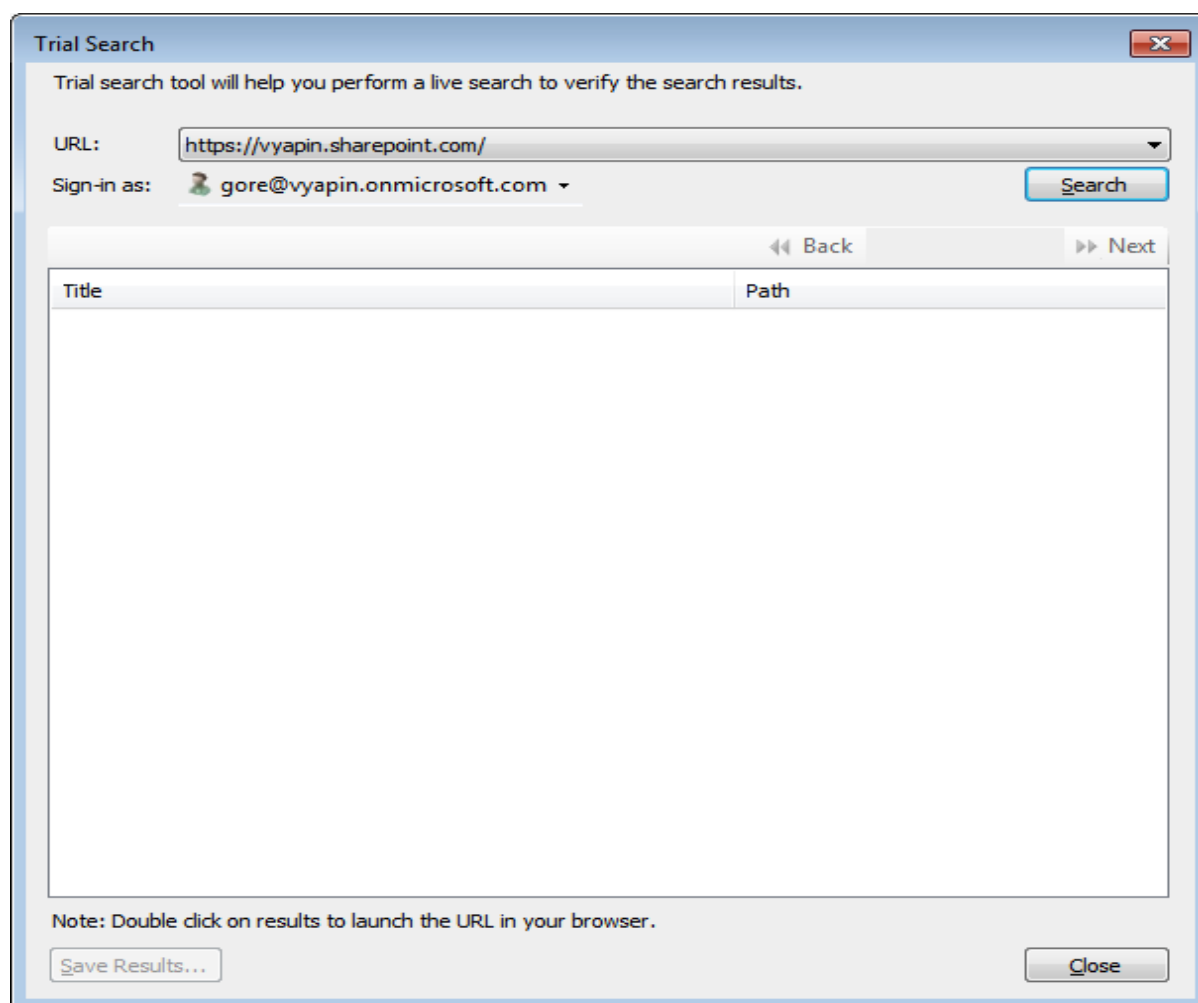 Trial Search
Trial search tool will help you perform a live search to verify the search results.
URL: https://vyapin.sharepoint.com/
Sign-in as: gore@vyapin.onmicrosoft.com Search
Back Next
Title Path
Note: Double click on results to launch the URL in your browser.
Save Results... Close